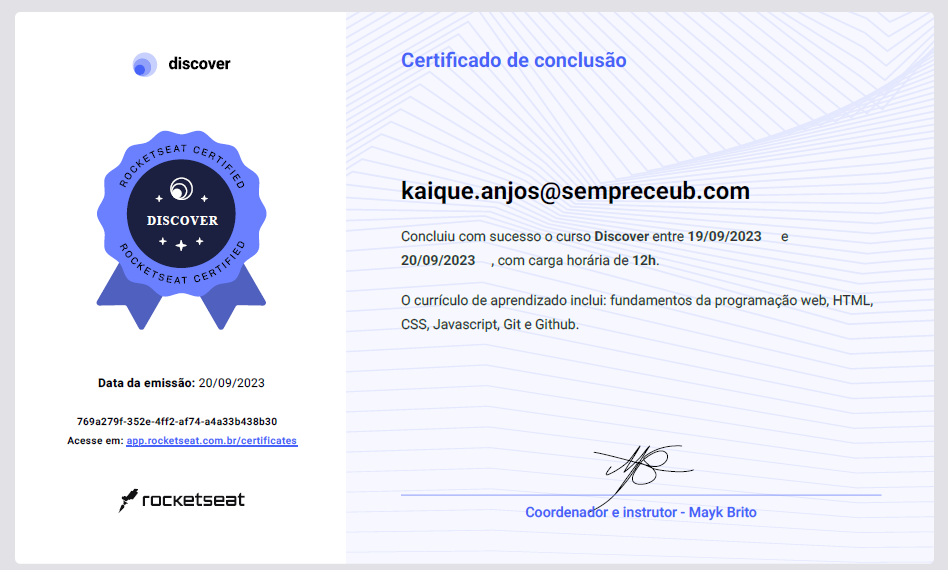 discover
ROCKETSEAT CERTIFIED
DISCOVER
ROCKETSEAT CERTIFIED
Data da emissão: 20/09/2023
769a279f-352e-4ff2-af74-a4a33b438b30
Acesse em: app.rocketseat.com.br/certificates
rocketseat
Certificado de conclusão
kaique.anjos@sempreceub.com
Concluiu com sucesso o curso Discover entre 19/09/2023 e
20/09/2023 , com carga horária de 12h.
O currículo de aprendizado inclui: fundamentos da programação web, HTML,
CSS, Javascript, Git e Github.
Coordenador e instrutor - Mayk Brito